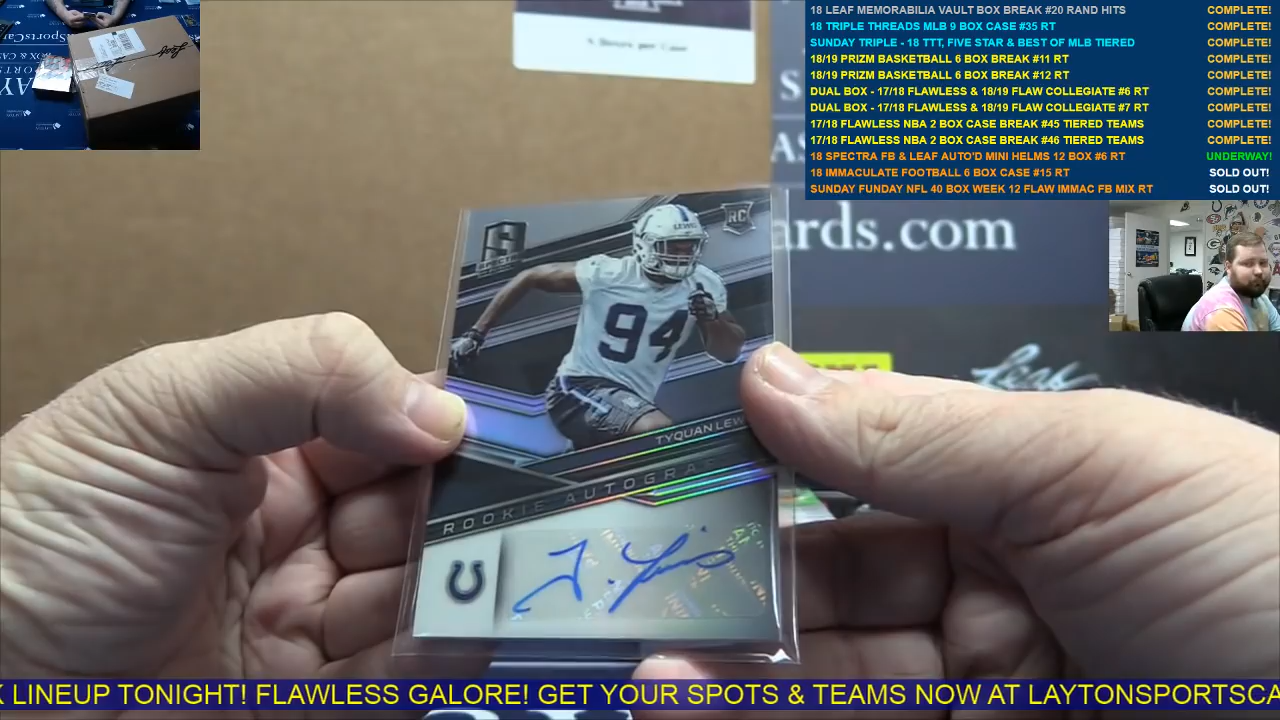 18 LEAF MEMORABILIA VAULT BOX BREAK #20 RAND HITS COMPLETE!
18 TRIPLE THREADS MLB 9 BOX CASE #35 RT COMPLETE!
SUNDAY TRIPLE - 18 TTT, FIVE STAR & BEST OF MLB TIERED COMPLETE!
18/19 PRIZM BASKETBALL 6 BOX BREAK #11 RT COMPLETE!
18/19 PRIZM BASKETBALL 6 BOX BREAK #12 RT COMPLETE!
DUAL BOX - 17/18 FLAWLESS & 18/19 FLAW COLLEGIATE #6 RT COMPLETE!
DUAL BOX - 17/18 FLAWLESS & 18/19 FLAW COLLEGIATE #7 RT COMPLETE!
17/18 FLAWLESS NBA 2 BOX CASE BREAK #45 TIERED TEAMS COMPLETE!
17/18 FLAWLESS NBA 2 BOX CASE BREAK #46 TIERED TEAMS COMPLETE!
18 SPECTRA FB & LEAF AUTO'D MINI HELMS 12 BOX #6 RT UNDERWAY!
18 IMMACULATE FOOTBALL 6 BOX CASE #15 RT SOLD OUT!
SUNDAY FUNDAY NFL 40 BOX WEEK 12 FLAW IMMAC FB MIX RT SOLD OUT!
Leaf
per Case
ards.com
Leaf
RC
LEWIS
94
TYQUAN LEW
ROOKIE AUTOGRA
T. Lewis
K LINEUP TONIGHT! FLAWLESS GALORE! GET YOUR SPOTS & TEAMS NOW AT LAYTONSPORTSCA